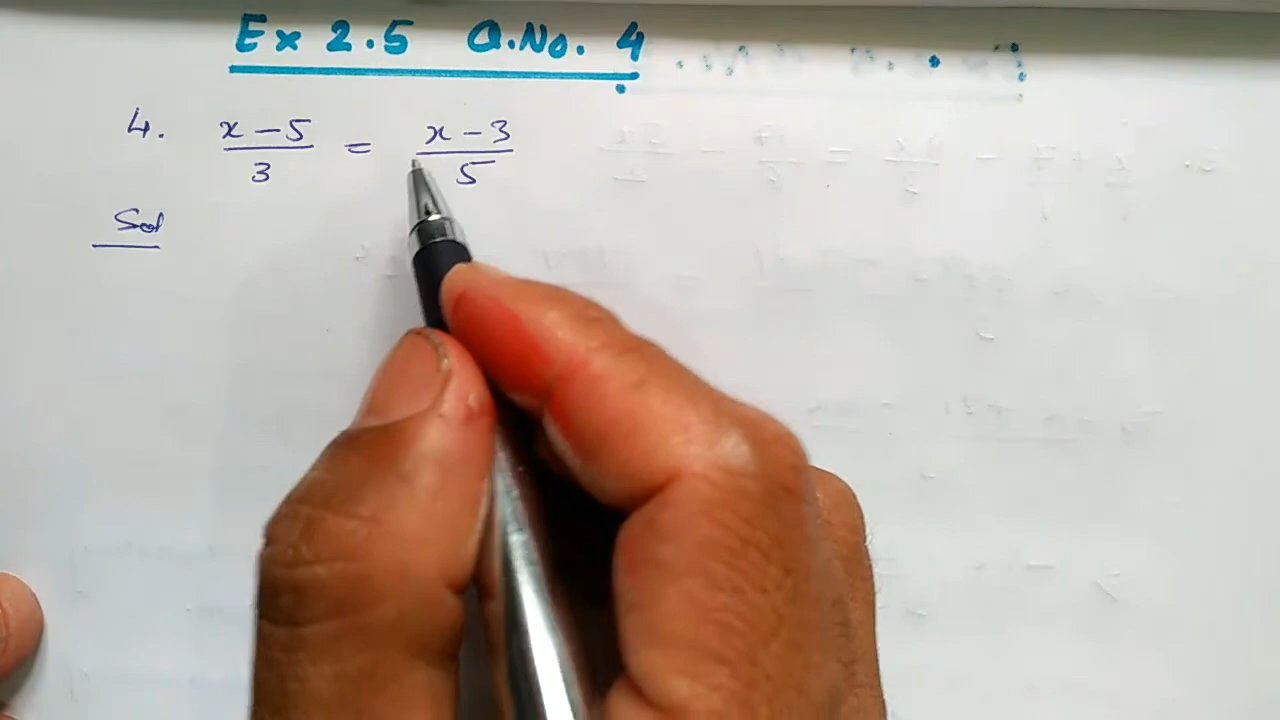 Ex 2.5 Q.No. 4
4. x - 5 / 3 = x - 3 / 5
Sol